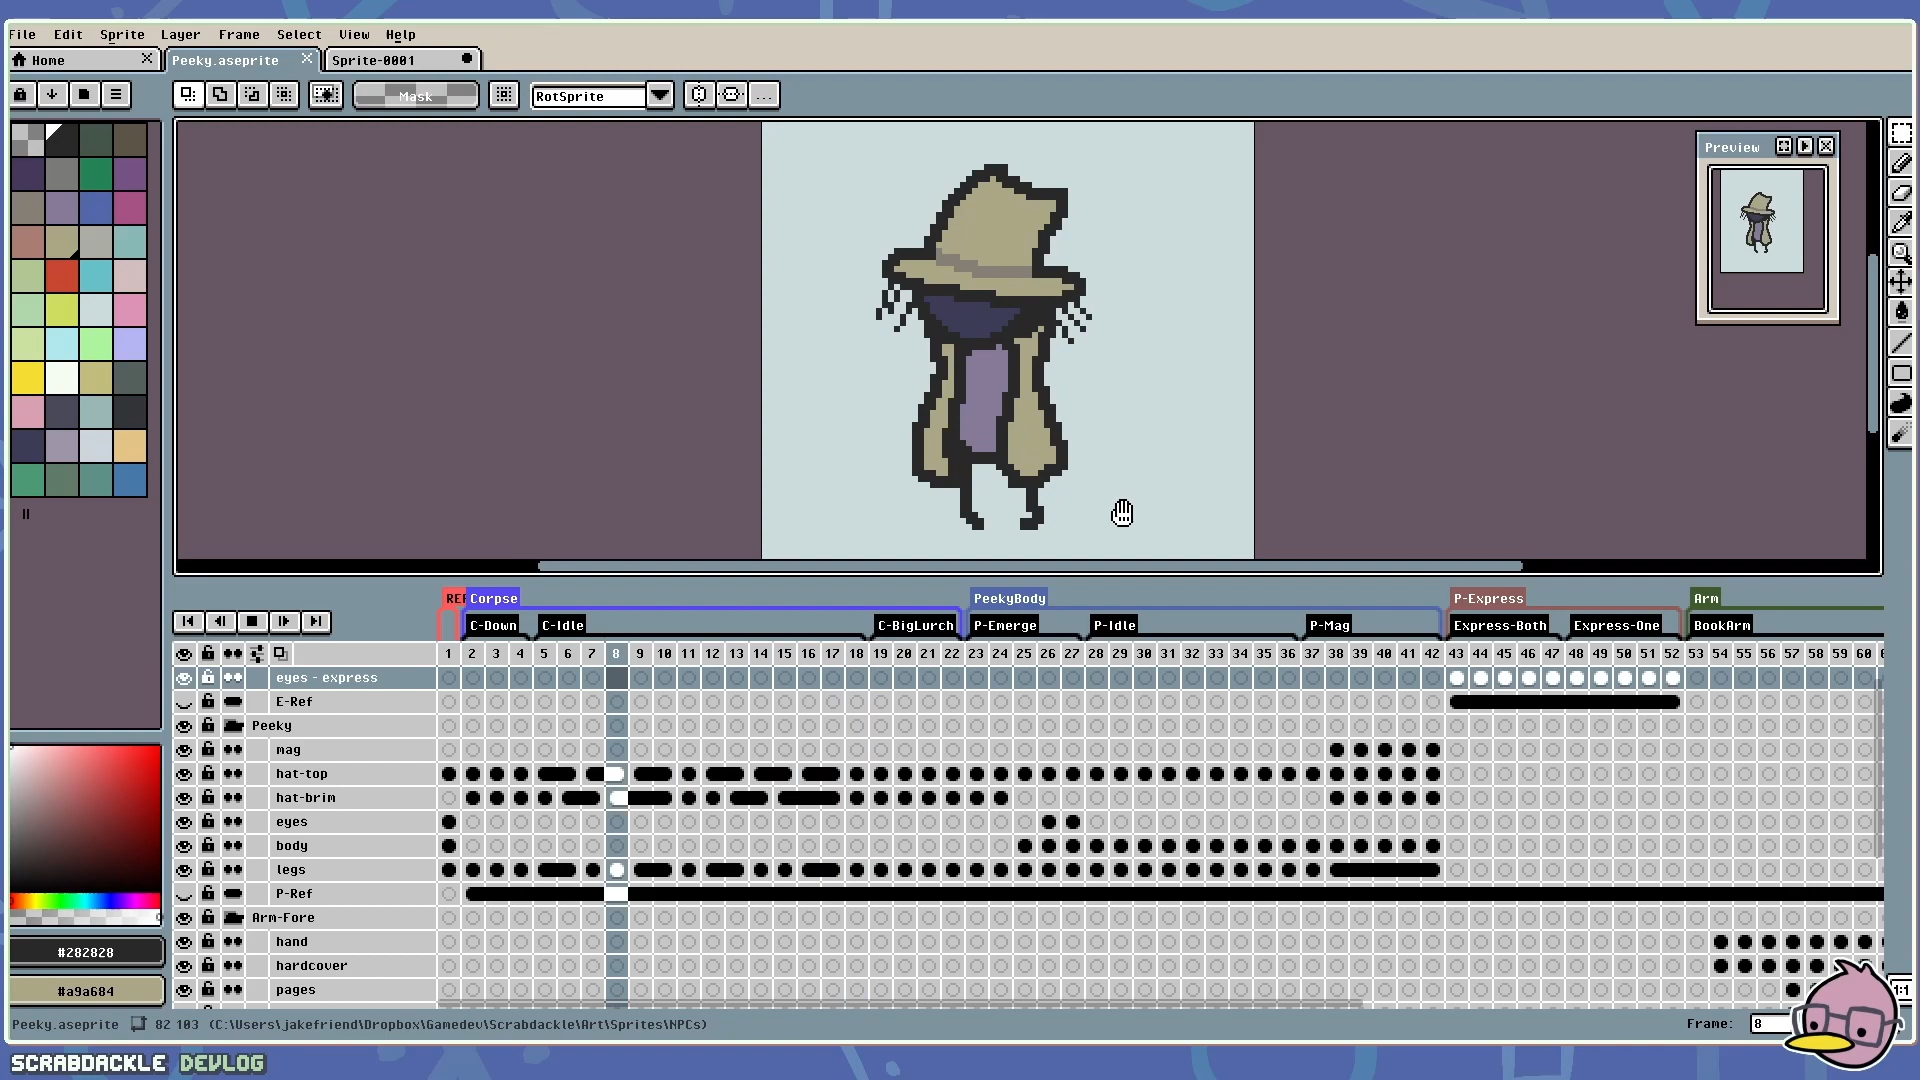 File Edit Sprite Layer Frame Select View Help
Home Peeky.aseprite Sprite-0001
Mask RotSprite ...
Preview
Corpse PeekyBody P-Express Arm
C-Down C-Idle C-BigLurch P-Emerge P-Idle P-Mag Express-Both Express-One BookArm
1 2 3 4 5 6 7 8 9 10 11 12 13 14 15 16 17 18 19 20 21 22 23 24 25 26 27 28 29 30 31 32 33 34 35 36 37 38 39 40 41 42 43 44 45 46 47 48 49 50 51 52 53 54 55 56 57 58 59 60
eyes - express
E-Ref
Peeky
mag
hat-top
hat-brim
eyes
body
legs
P-Ref
Arm-Fore
hand
hardcover
pages
#282828
#a9a684
Peeky.aseprite 82 103 (C:\Users\jakefriend\Dropbox\Gamedev\Scrabdackle\Art\Sprites\NPCs)
Frame: 8
SCRABDACKLE DEVLOG